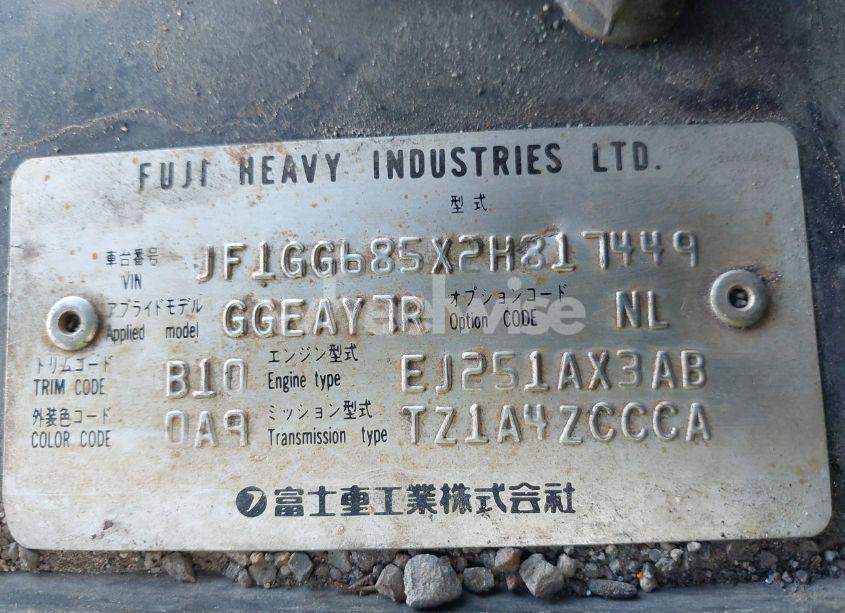 FUJI HEAVY INDUSTRIES LTD.
型式
車台番号 VIN JF1GG685X2H817449
アプライドモデル Applied model GGEAY7R オプションコード Option CODE NL
トリムコード TRIM CODE B10 エンジン型式 Engine type EJ251AX3AB
外装色コード COLOR CODE 0A9 ミッション型式 Transmission type TZ1A4ZCCCA
富士重工業株式会社